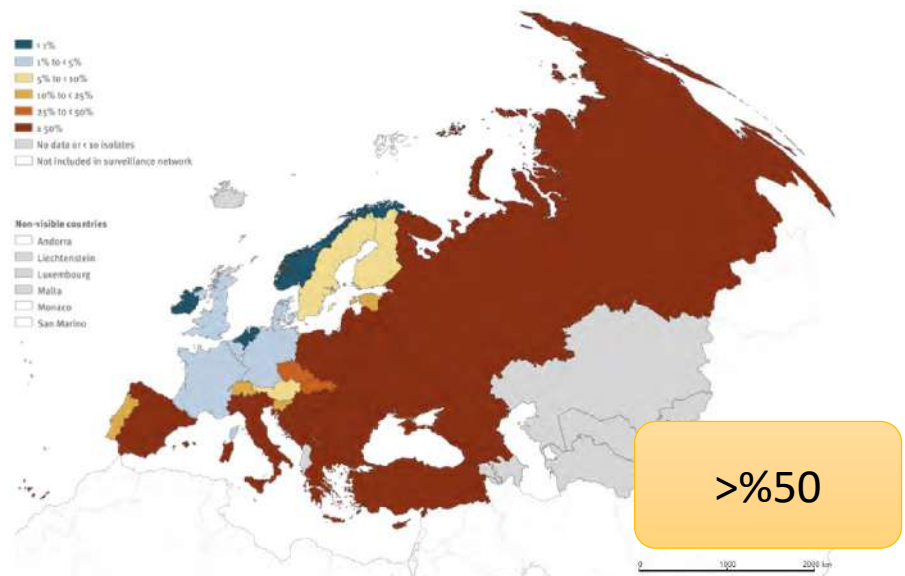 < 1%
1% to < 5%
5% to < 10%
10% to < 25%
25% to < 50%
≥ 50%
No data or < 10 isolates
Not included in surveillance network
Non-visible countries
Andorra
Liechtenstein
Luxembourg
Malta
Monaco
San Marino
>%50
0 1000 2000 km